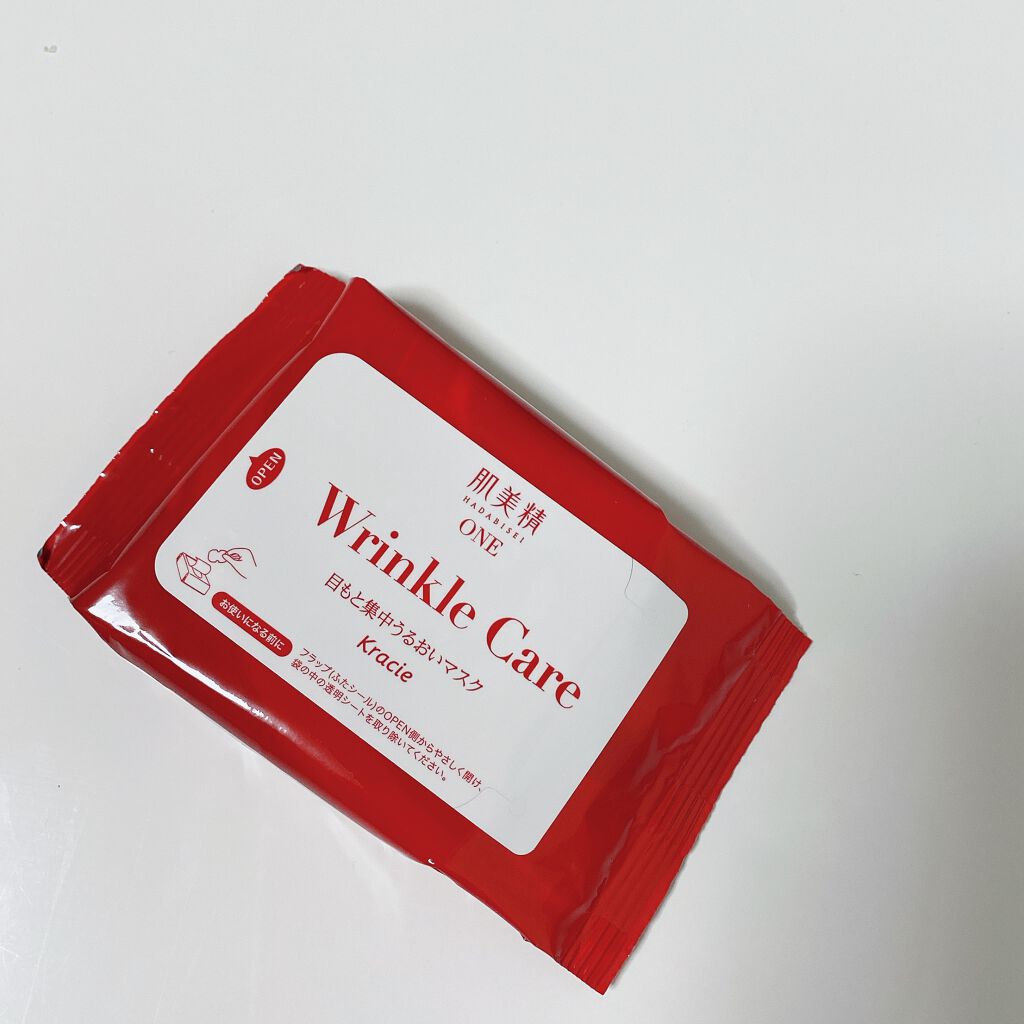 肌美精
HADABISEI
ONE
Wrinkle Care
目もと集中うるおいマスク
Kracie
OPEN
お使いになる前に
フラップ(ふたシール)のOPEN側からやさしく開け、
袋の中の透明シートを取り除いてください。